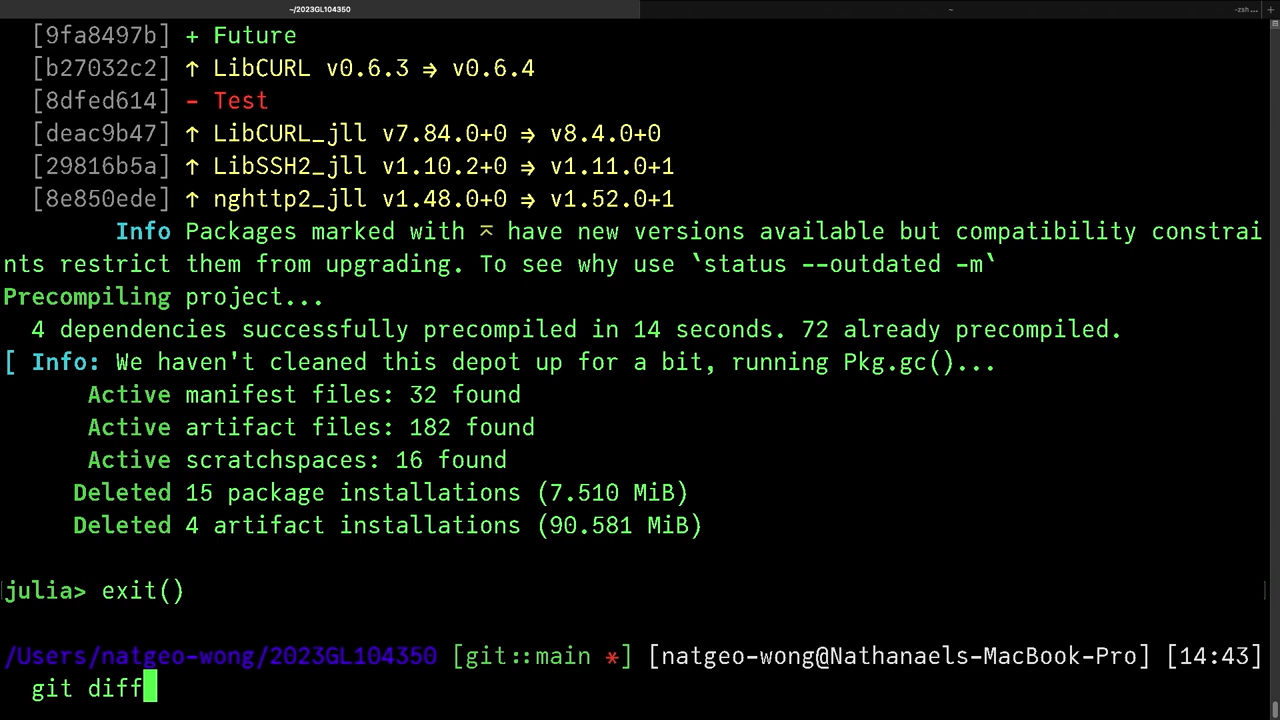 ~/2023GL104350
~
-zsh...
[9fa8497b] + Future
[b27032c2] ↑ LibCURL v0.6.3 ⇒ v0.6.4
[8dfed614] - Test
[deac9b47] ↑ LibCURL_jll v7.84.0+0 ⇒ v8.4.0+0
[29816b5a] ↑ LibSSH2_jll v1.10.2+0 ⇒ v1.11.0+1
[8e850ede] ↑ nghttp2_jll v1.48.0+0 ⇒ v1.52.0+1
Info Packages marked with ⌅ have new versions available but compatibility constrai
nts restrict them from upgrading. To see why use `status --outdated -m`
Precompiling project...
4 dependencies successfully precompiled in 14 seconds. 72 already precompiled.
[ Info: We haven't cleaned this depot up for a bit, running Pkg.gc()...
Active manifest files: 32 found
Active artifact files: 182 found
Active scratchspaces: 16 found
Deleted 15 package installations (7.510 MiB)
Deleted 4 artifact installations (90.581 MiB)
julia> exit()
/Users/natgeo-wong/2023GL104350 [git::main *] [natgeo-wong@Nathanaels-MacBook-Pro] [14:43]
git diff